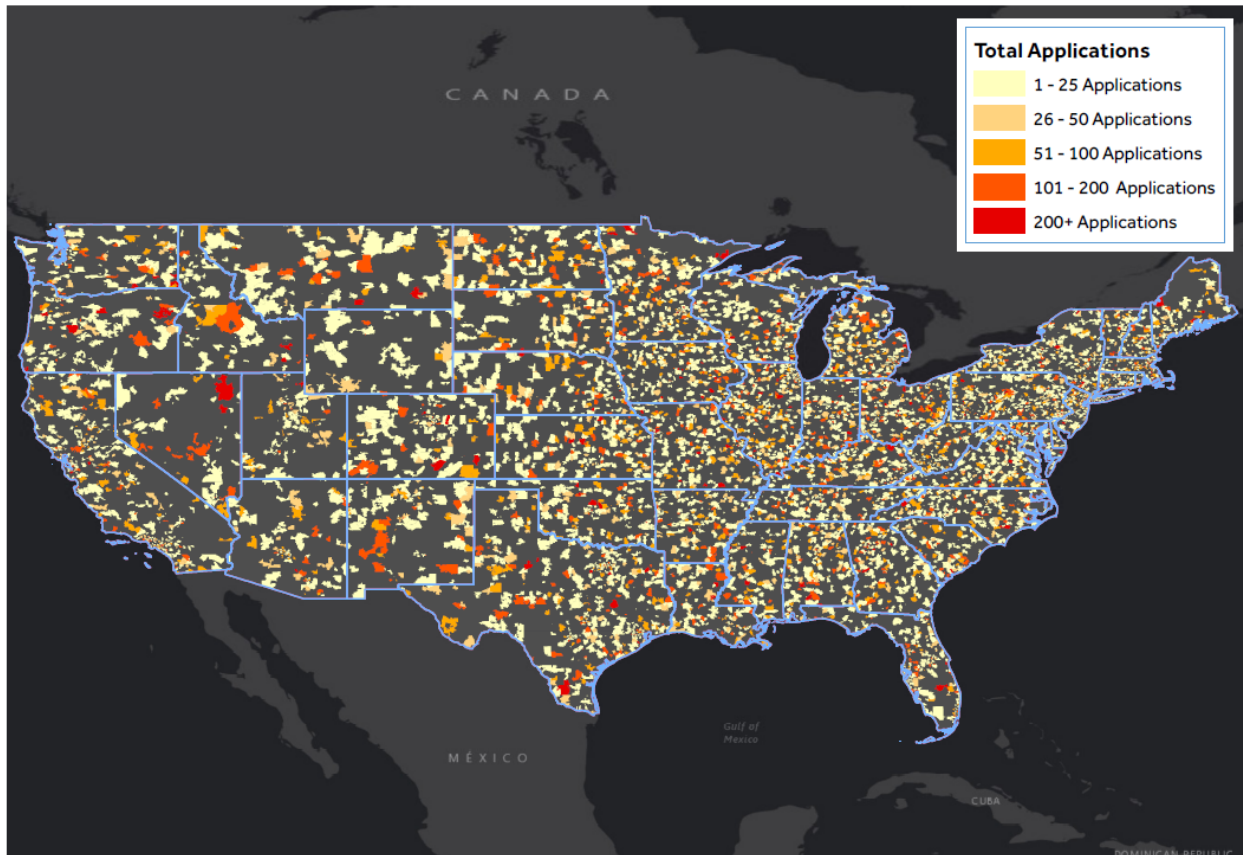 Total Applications
1 - 25 Applications
26 - 50 Applications
51 - 100 Applications
101 - 200 Applications
200+ Applications
CANADA
Gulf of
Mexico
MÉXICO
CUBA
DOMINICAN REPUBLIC